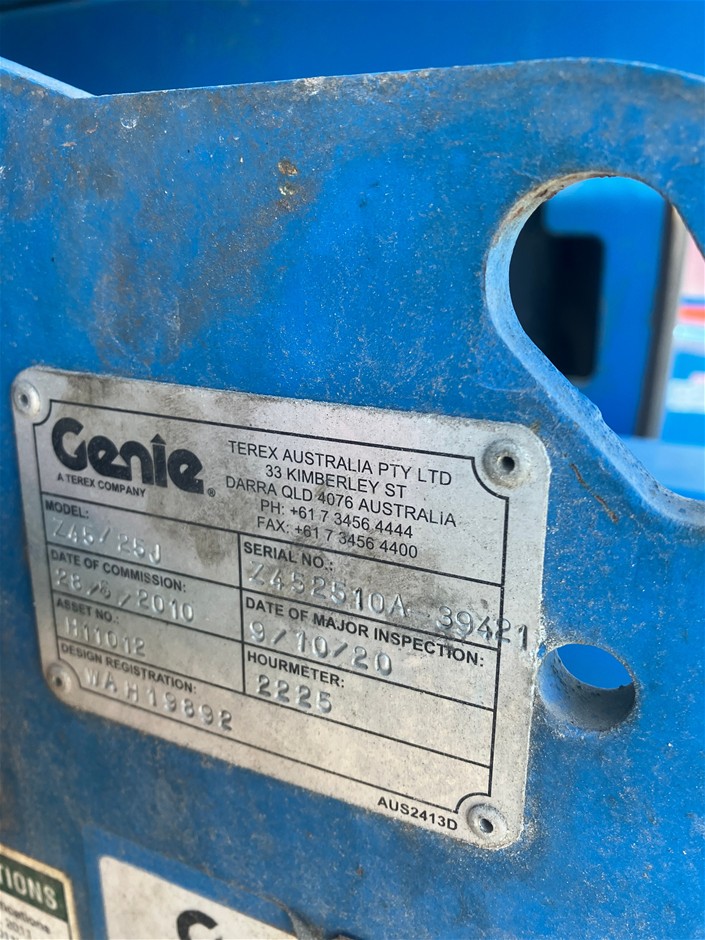 Genie®
A TEREX COMPANY
TEREX AUSTRALIA PTY LTD
33 KIMBERLEY ST
DARRA QLD 4076 AUSTRALIA
PH: +61 7 3456 4444
FAX: +61 7 3456 4400
MODEL:
Z45/25J
SERIAL NO.:
Z452510A-39421
DATE OF COMMISSION:
28/6/2010
DATE OF MAJOR INSPECTION:
9/10/20
ASSET NO.:
H11012
HOURMETER:
2225
DESIGN REGISTRATION:
WAH19892
AUS2413D